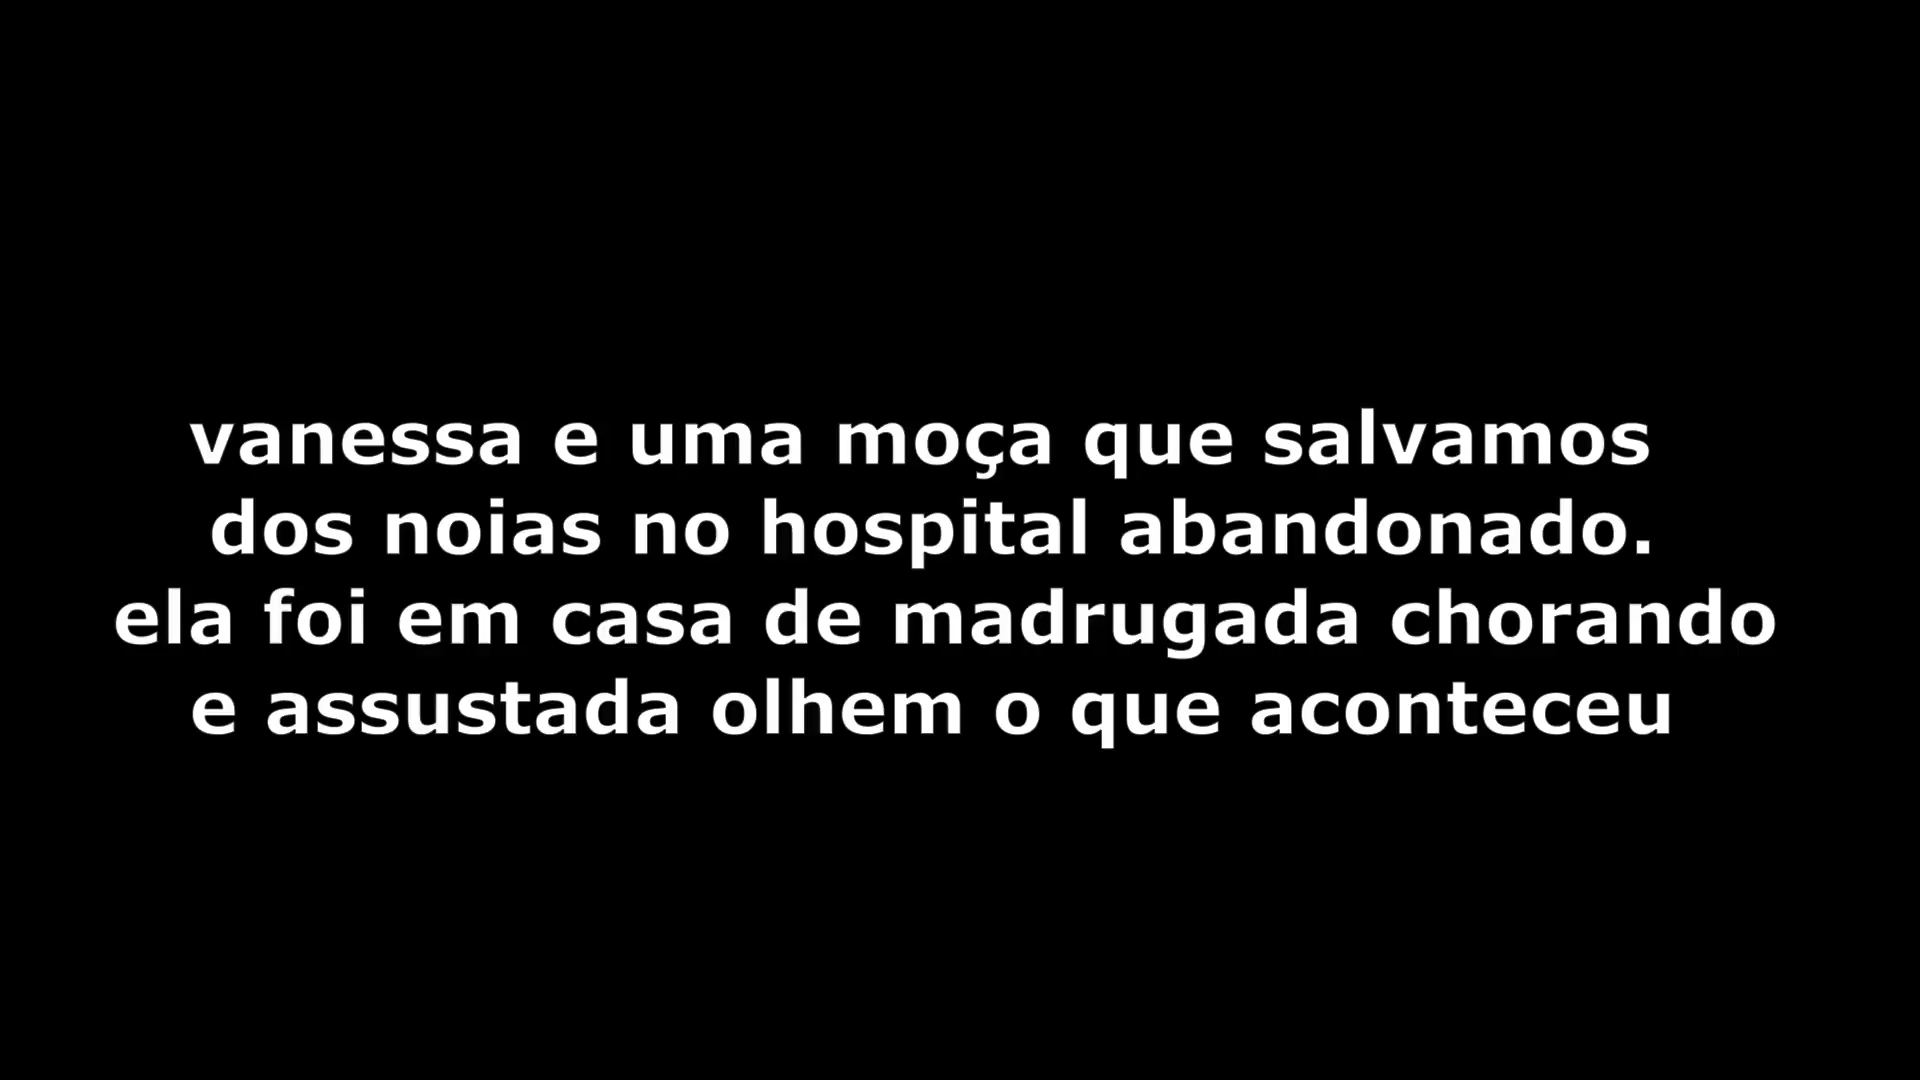 vanessa e uma moça que salvamos
dos noias no hospital abandonado.
ela foi em casa de madrugada chorando
e assustada olhem o que aconteceu